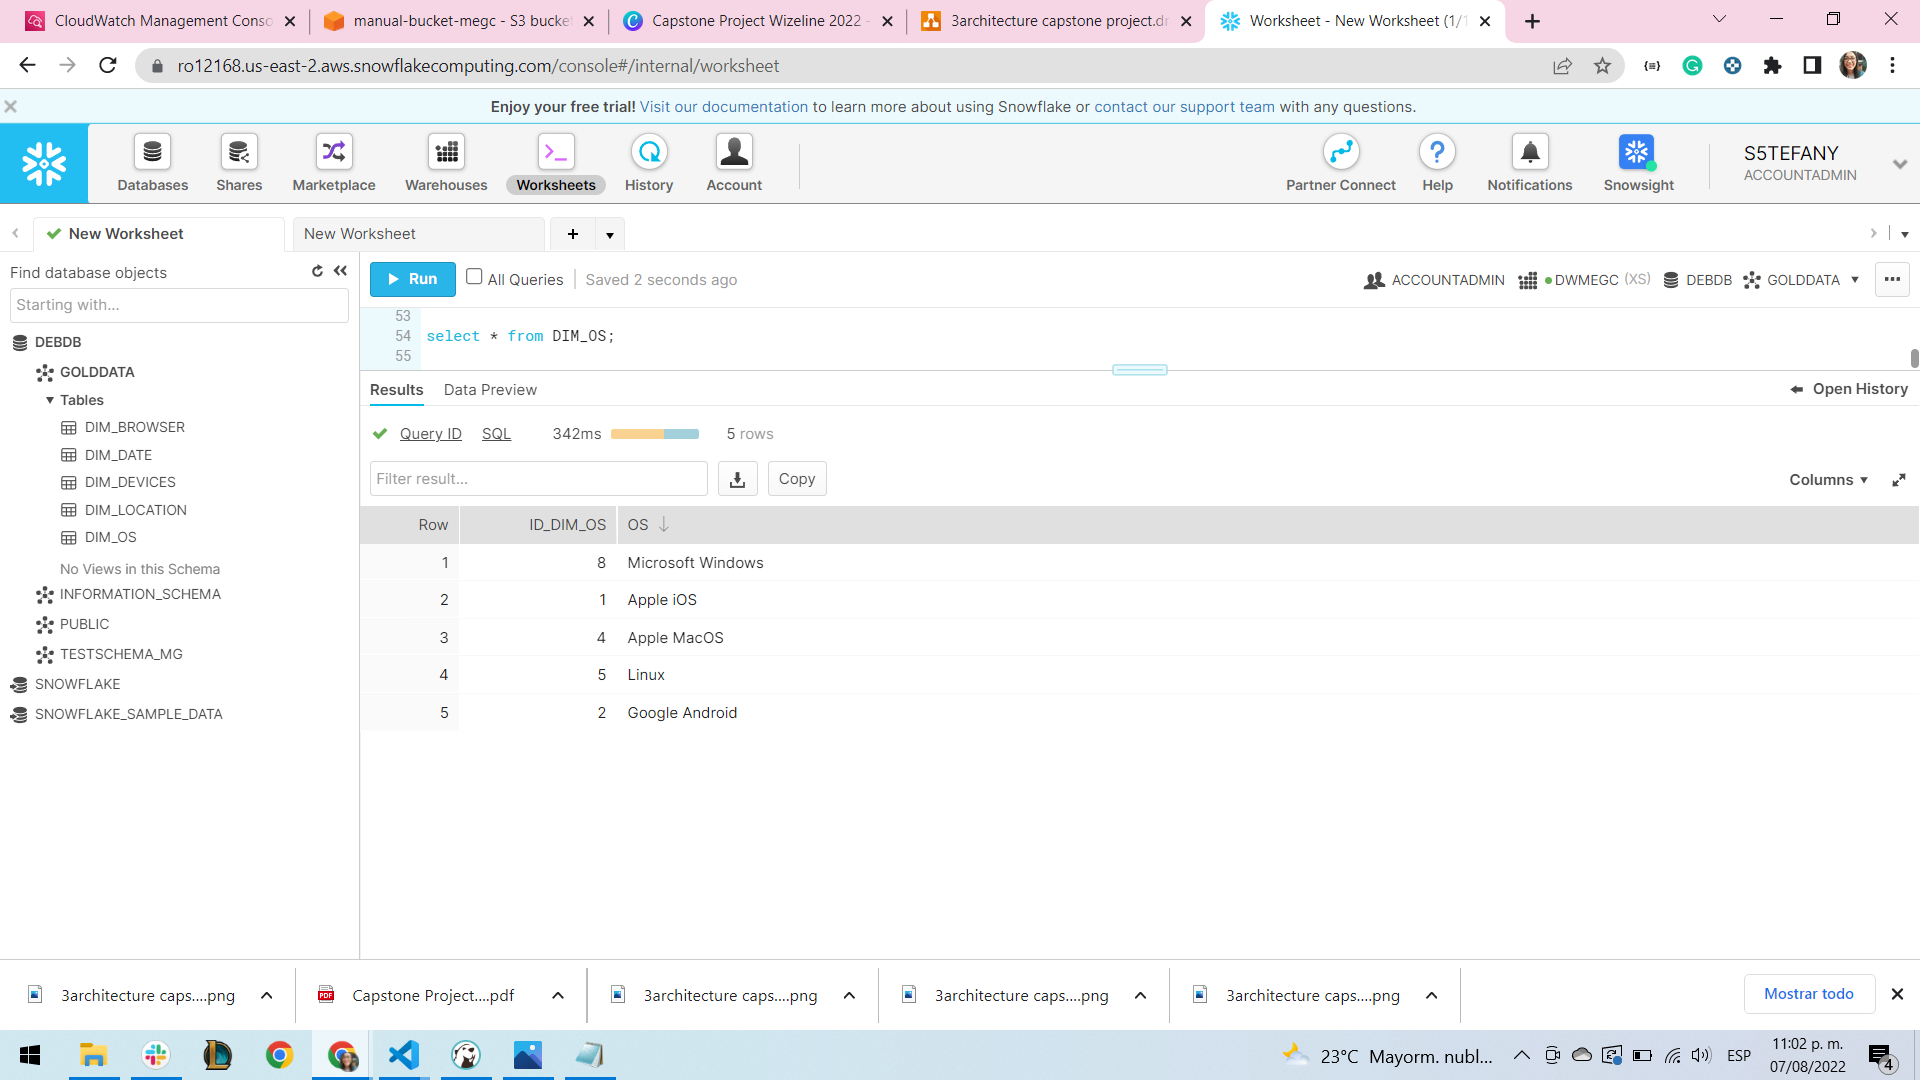 CloudWatch Management Conso
manual-bucket-megc - S3 bucket
Capstone Project Wizeline 2022 -
3architecture capstone project.dr
Worksheet - New Worksheet (1/1
ro12168.us-east-2.aws.snowflakecomputing.com/console#/internal/worksheet
Enjoy your free trial! Visit our documentation to learn more about using Snowflake or contact our support team with any questions.
Databases
Shares
Marketplace
Warehouses
Worksheets
History
Account
Partner Connect
Help
Notifications
Snowsight
S5TEFANY
ACCOUNTADMIN
New Worksheet
New Worksheet
Find database objects
Starting with...
DEBDB
GOLDDATA
Tables
DIM_BROWSER
DIM_DATE
DIM_DEVICES
DIM_LOCATION
DIM_OS
No Views in this Schema
INFORMATION_SCHEMA
PUBLIC
TESTSCHEMA_MG
SNOWFLAKE
SNOWFLAKE_SAMPLE_DATA
Run All Queries Saved 2 seconds ago
ACCOUNTADMIN DWMEGC (XS) DEBDB GOLDDATA
53
54 select * from DIM_OS;
55
Results Data Preview
Open History
Query ID SQL 342ms 5 rows
Filter result...
Copy
Columns
Row ID_DIM_OS OS
1 8 Microsoft Windows
2 1 Apple iOS
3 4 Apple MacOS
4 5 Linux
5 2 Google Android
3architecture caps....png
PDF
Capstone Project....pdf
3architecture caps....png
3architecture caps....png
3architecture caps....png
Mostrar todo
23°C Mayorm. nubl...
ESP
11:02 p. m.
07/08/2022
4